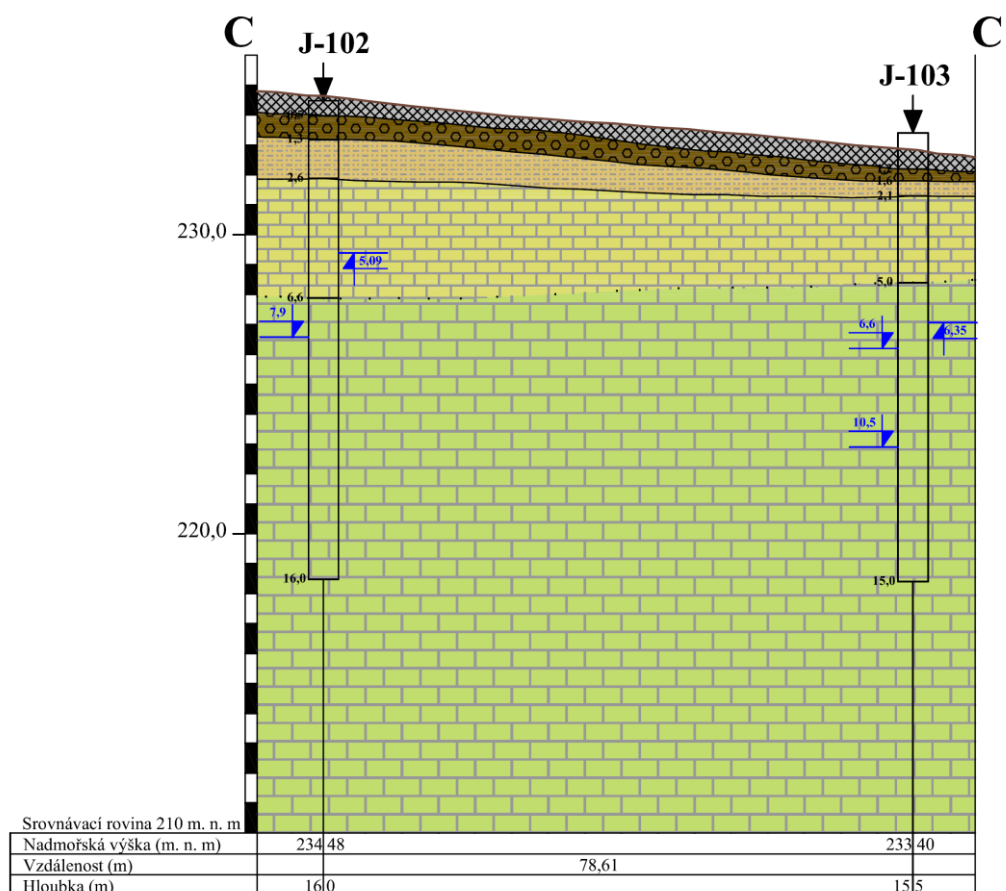 C C
J-102
J-103
1,3
1,6
2,6
2,1
230,0
5,09
5,0
6,6
7,9
6,6
6,35
10,5
220,0
16,0
15,0
Srovnávací rovina 210 m. n. m
Nadmořská výška (m. n. m) 234,48 233,40
Vzdálenost (m) 78,61
Hloubka (m) 16,0 15,5